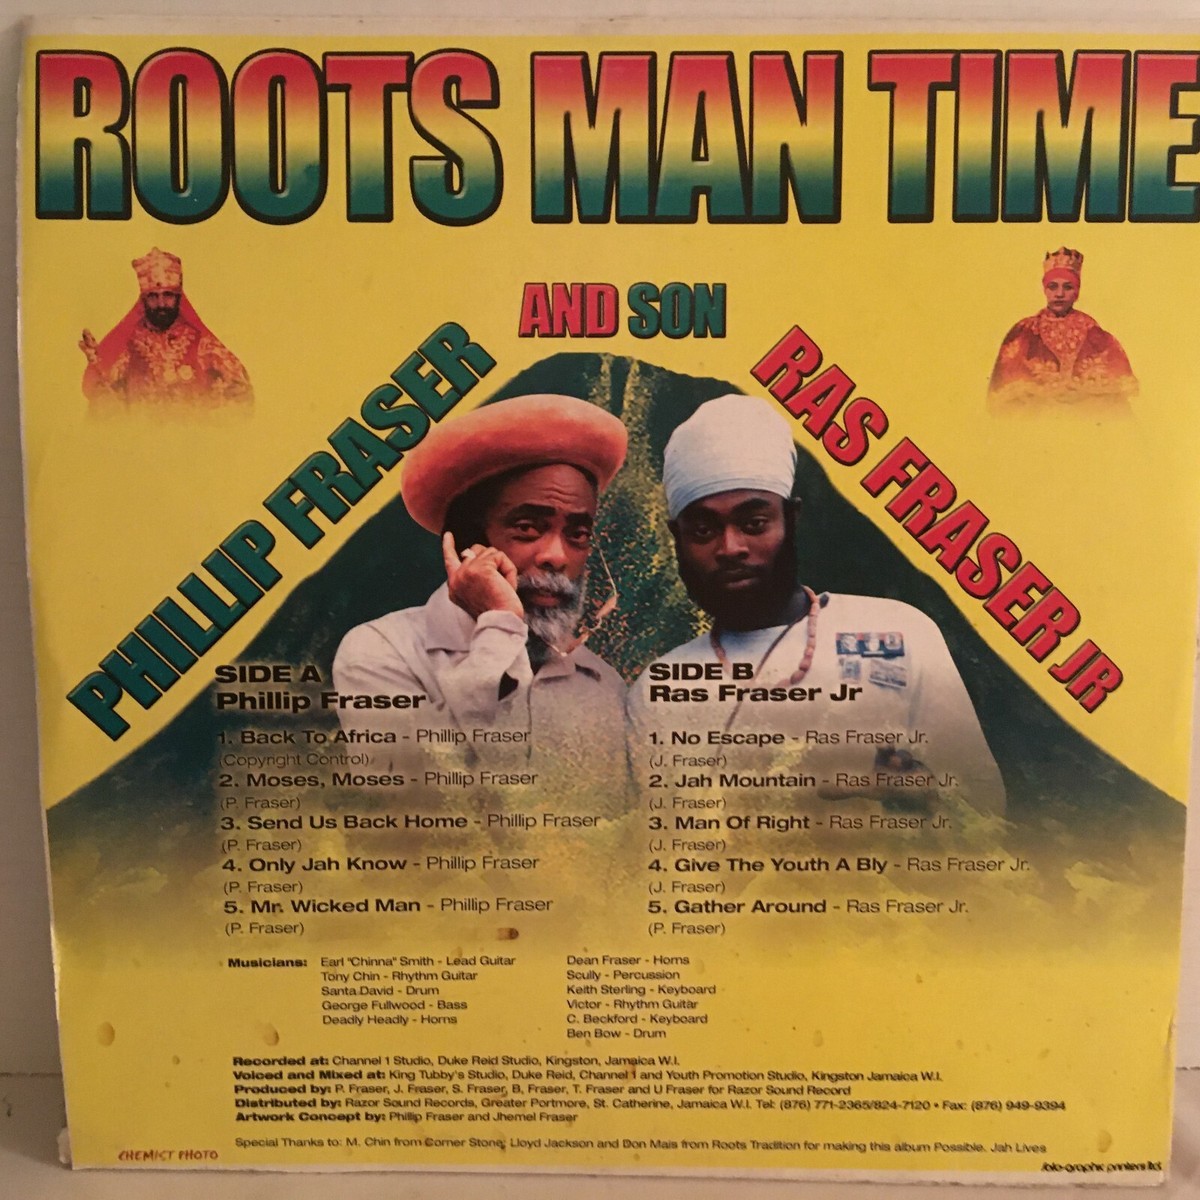 ROOTS MAN TIME
AND SON
PHILLIP FRASER
RAS FRASER JR
SIDE A
Phillip Fraser
1. Back To Africa - Phillip Fraser
(Copyright Control)
2. Moses, Moses - Phillip Fraser
(P. Fraser)
3. Send Us Back Home - Phillip Fraser
(P. Fraser)
4. Only Jah Know - Phillip Fraser
(P. Fraser)
5. Mr. Wicked Man - Phillip Fraser
(P. Fraser)
SIDE B
Ras Fraser Jr
1. No Escape - Ras Fraser Jr.
(J. Fraser)
2. Jah Mountain - Ras Fraser Jr.
(J. Fraser)
3. Man Of Right - Ras Fraser Jr.
(J. Fraser)
4. Give The Youth A Bly - Ras Fraser Jr.
(J. Fraser)
5. Gather Around - Ras Fraser Jr.
(P. Fraser)
Musicians: Earl "Chinna" Smith - Lead Guitar
Tony Chin - Rhythm Guitar
Santa David - Drum
George Fullwood - Bass
Deadly Headly - Horns
Dean Fraser - Horns
Scully - Percussion
Keith Sterling - Keyboard
Victor - Rhythm Guitar
C. Beckford - Keyboard
Ben Bow - Drum
Recorded at: Channel 1 Studio, Duke Reid Studio, Kingston, Jamaica W.I.
Voiced and Mixed at: King Tubby's Studio, Duke Reid, Channel 1 and Youth Promotion Studio, Kingston Jamaica W.I.
Produced by: P. Fraser, J. Fraser, S. Fraser, B, Fraser, T. Fraser and U Fraser for Razor Sound Record
Distributed by: Razor Sound Records, Greater Portmore, St. Catherine, Jamaica W.I. Tel: (876) 771-2365/824-7120 • Fax: (876) 949-9394
Artwork Concept by: Phillip Fraser and Jhemel Fraser
Special Thanks to: M. Chin from Corner Stone; Lloyd Jackson and Don Mais from Roots Tradition for making this album Possible. Jah Lives
CHEMIST PHOTO
printers ltd.